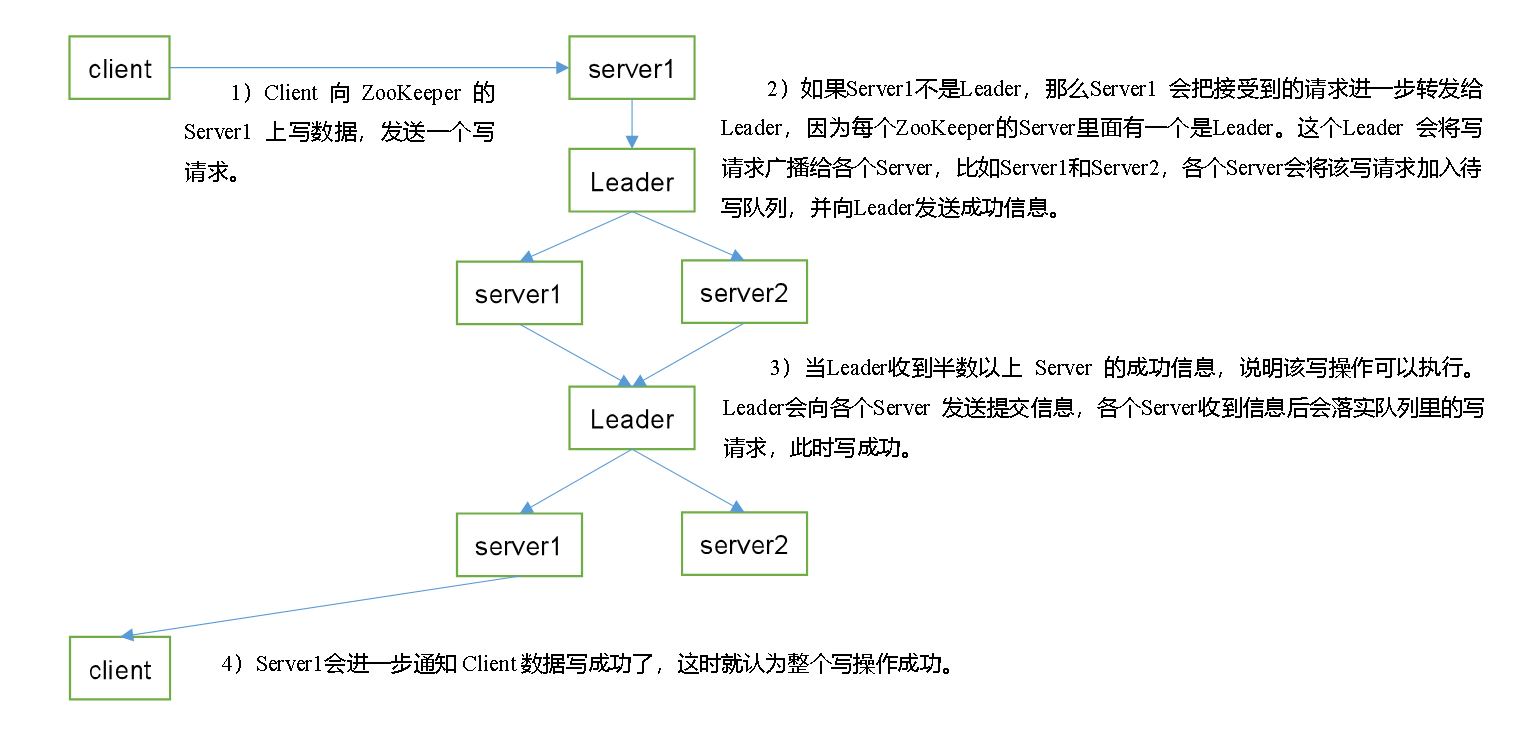 client
server1
1）Client 向 ZooKeeper 的
Server1 上写数据，发送一个写
请求。
2）如果Server1不是Leader，那么Server1 会把接受到的请求进一步转发给
Leader，因为每个ZooKeeper的Server里面有一个是Leader。这个Leader 会将写
请求广播给各个Server，比如Server1和Server2，各个Server会将该写请求加入待
写队列，并向Leader发送成功信息。
Leader
server1
server2
3）当Leader收到半数以上 Server 的成功信息，说明该写操作可以执行。
Leader会向各个Server 发送提交信息，各个Server收到信息后会落实队列里的写
请求，此时写成功。
Leader
server1
server2
client
4）Server1会进一步通知 Client 数据写成功了，这时就认为整个写操作成功。